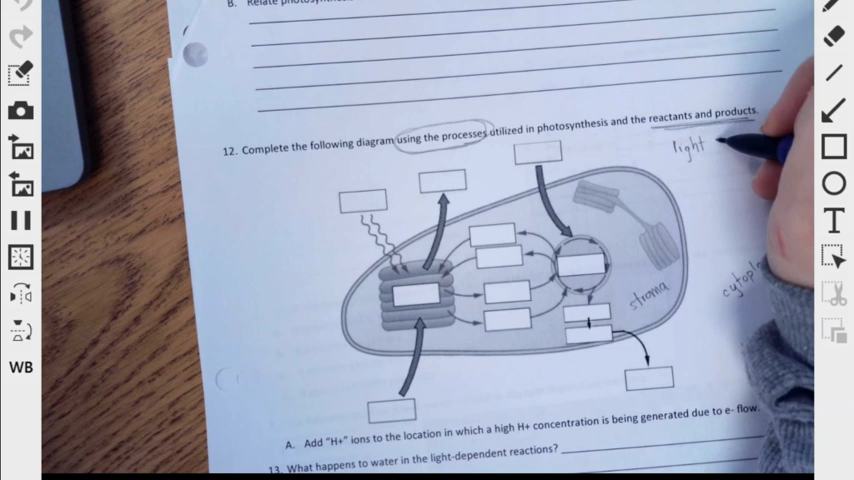 B. Relate
12. Complete the following diagram using the processes utilized in photosynthesis and the reactants and products.
light
stroma
A. Add "H+" ions to the location in which a high H+ concentration is being generated due to e- flow.
13. What happens to water in the light-dependent reactions?
T
WB